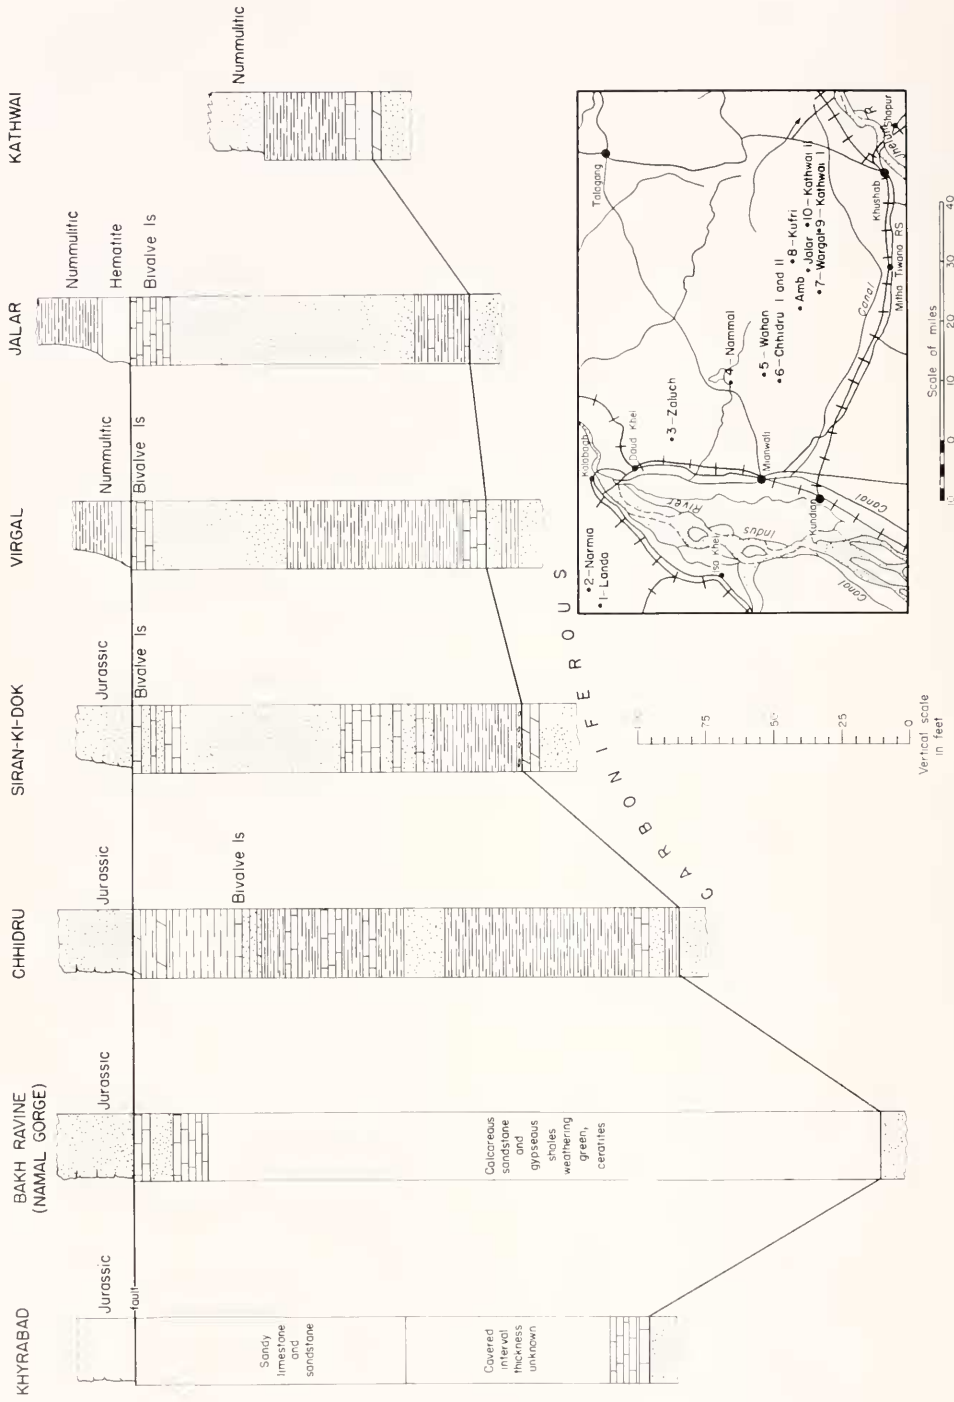 KHYRABAD
BAKH RAVINE
(NAMAL GORGE)
CHHIDRU
SIRAN-KI-DOK
VIRGAL
JALAR
KATHWAI
Jurassic
fault
Sandy
limestone
and
sandstone
Covered
interval
thickness
unknown
Jurassic
Calcareous
sandstone
and
gypseous
shales
weathering
green,
ceratites
Jurassic
Bivalve ls
Jurassic
Bivalve ls
Nummulitic
Bivalve ls
Nummulitic
Hematite
Bivalve ls
Nummulitic
CARBONIFEROUS
100
75
50
25
0
Vertical scale
in feet
Talagang
Kalabagh
Daud Khel
•2-Narmia
•1-Landa
•3-Zaluch
•4-Nammal
•5-Wahan
•6-Chhidru I and II
•Amb •8-Kufri
•Jalar •10-Kathwai II
•7-Wargal •9-Kathwai I
Isa Khel
Indus
River
Mianwali
Kundian
Canal
Canal
Canal
Mitha Tiwana RS
Khushab
Jhelum R
Shapur
10 0 10 20 30 40
Scale of miles